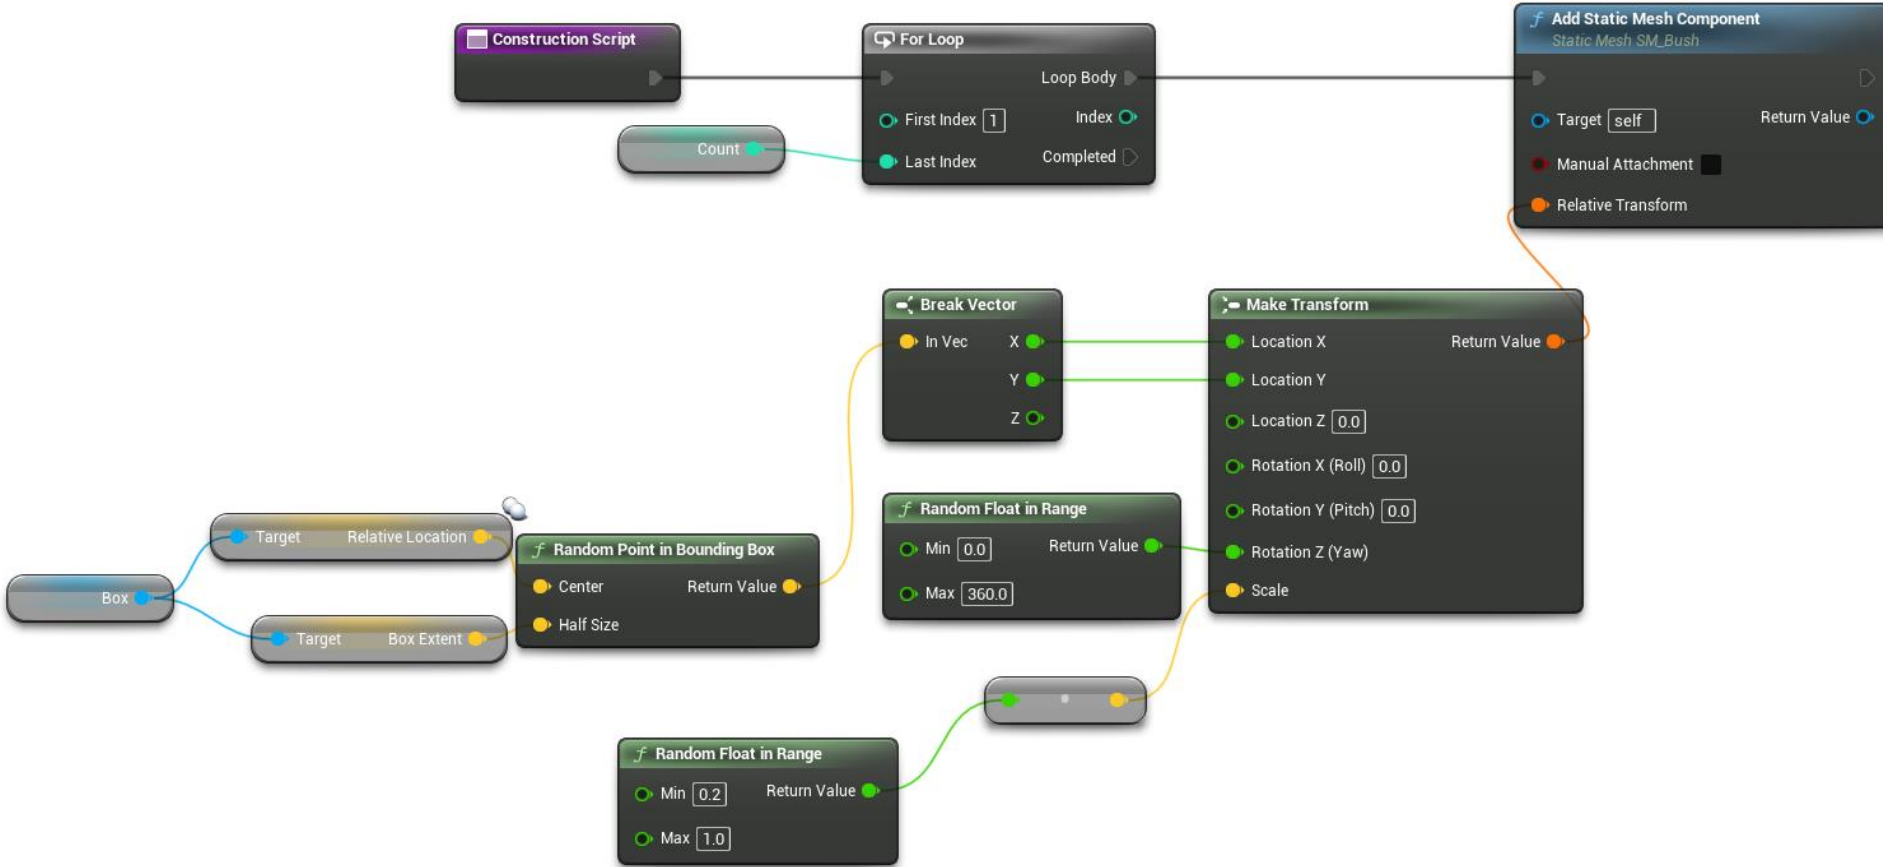 Construction Script
For Loop
Loop Body
First Index 1
Index
Last Index
Completed
Count
Add Static Mesh Component
Static Mesh SM_Bush
Target self
Return Value
Manual Attachment
Relative Transform
Break Vector
In Vec
X
Y
Z
Make Transform
Location X
Return Value
Location Y
Location Z 0.0
Rotation X (Roll) 0.0
Rotation Y (Pitch) 0.0
Rotation Z (Yaw)
Scale
Random Float in Range
Min 0.0
Return Value
Max 360.0
Target
Relative Location
Box
Target
Box Extent
Random Point in Bounding Box
Center
Return Value
Half Size
Random Float in Range
Min 0.2
Return Value
Max 1.0